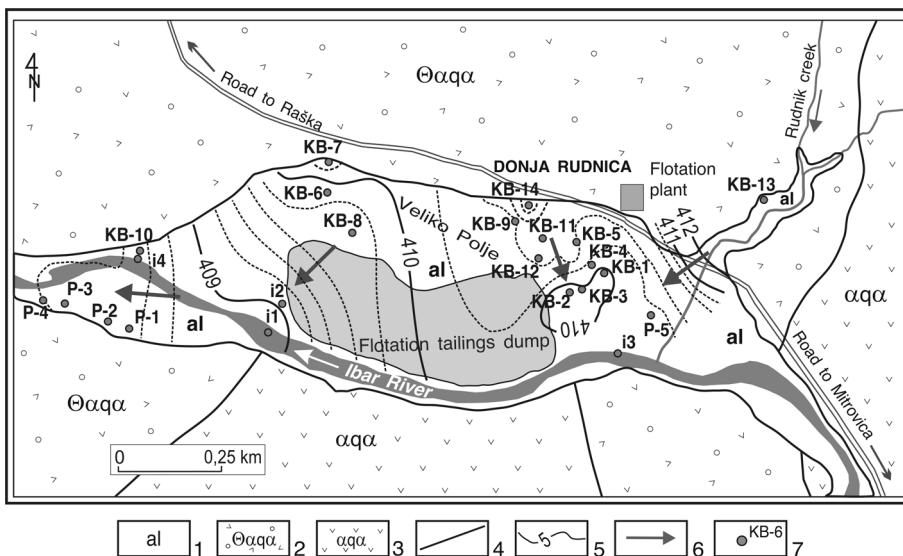 Θαqα
4
N
Road to Raška
Rudnik creek
KB-7
DONJA RUDNICA
Flotation
plant
KB-13
al
KB-6
KB-14
KB-9
KB-11
KB-8
Veliko Polje
KB-5
KB-4
412
411
KB-10
i4
409
410
al
KB-12
KB-1
αqα
P-3
P-4
i2
KB-2
KB-3
P-2
P-1
al
i1
410
P-5
al
Flotation tailings dump
i3
Ibar River
Road to Mitrovica
Θαqα
αqα
0
0,25 km
al
1
Θαqα
2
αqα
3
4
5
5
6
KB-6
7